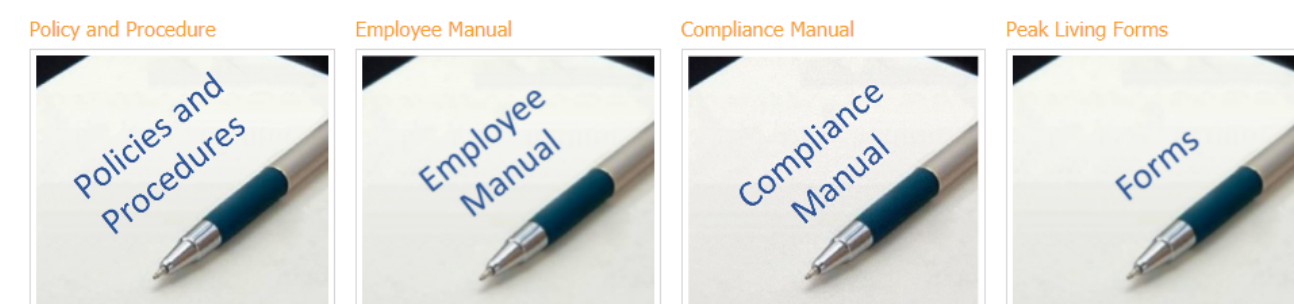 Policy and Procedure
Employee Manual
Compliance Manual
Peak Living Forms
Policies and
Procedures
Employee
Manual
Compliance
Manual
Forms